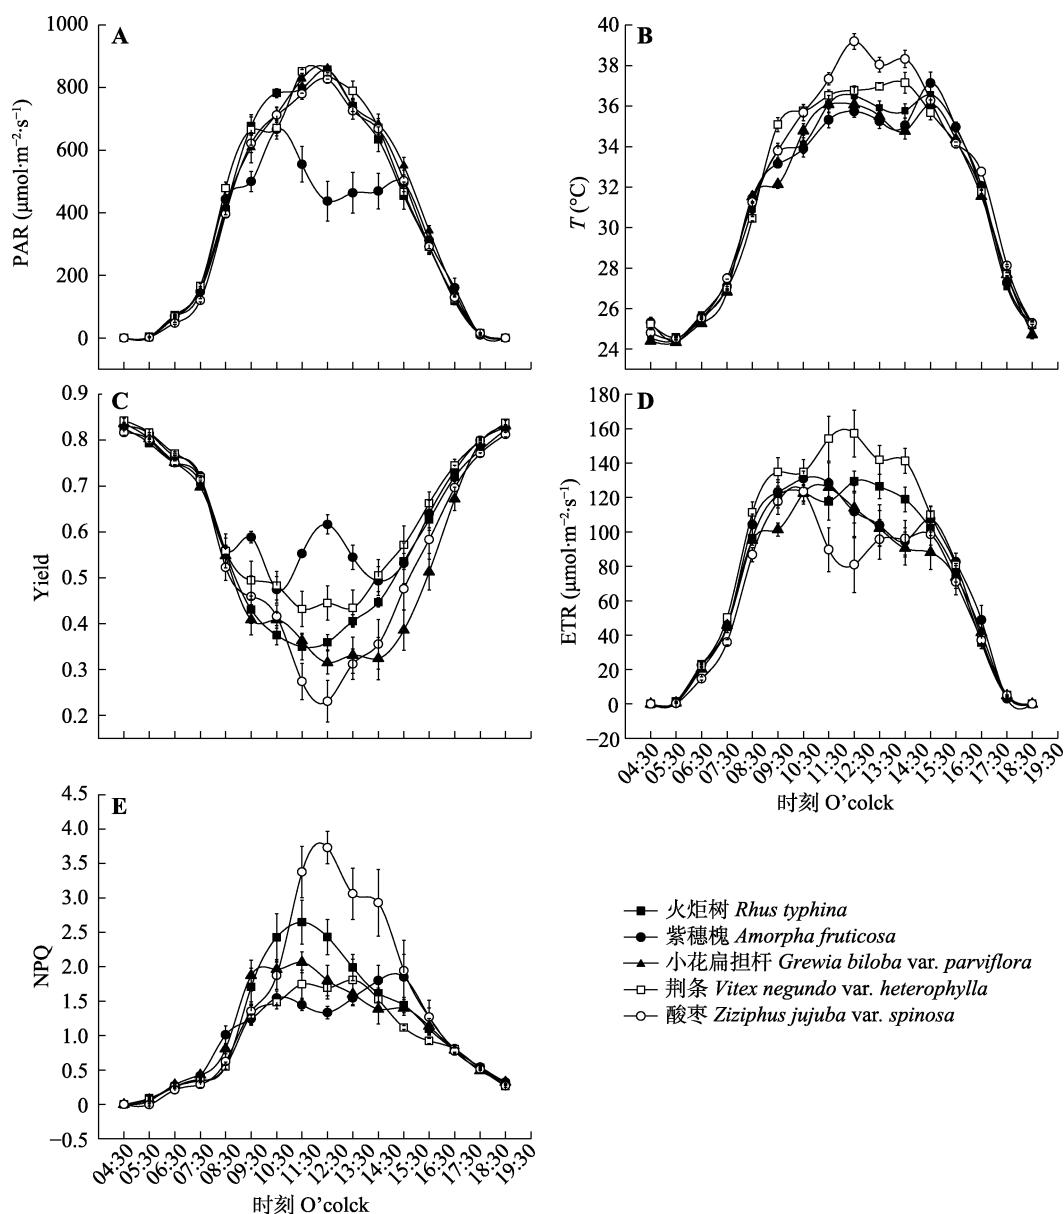 A
PAR (μmol·m⁻²·s⁻¹)
1000
800
600
400
200
0
B
T (°C)
40
38
36
34
32
30
28
26
24
C
Yield
0.9
0.8
0.7
0.6
0.5
0.4
0.3
0.2
D
ETR (μmol·m⁻²·s⁻¹)
180
160
140
120
100
80
60
40
20
0
−20
04:30 05:30 06:30 07:30 08:30 09:30 10:30 11:30 12:30 13:30 14:30 15:30 16:30 17:30 18:30 19:30
时刻 O'colck
E
NPQ
4.5
4.0
3.5
3.0
2.5
2.0
1.5
1.0
0.5
0
−0.5
04:30 05:30 06:30 07:30 08:30 09:30 10:30 11:30 12:30 13:30 14:30 15:30 16:30 17:30 18:30 19:30
时刻 O'colck
火炬树 Rhus typhina
紫穗槐 Amorpha fruticosa
小花扁担杆 Grewia biloba var. parviflora
荆条 Vitex negundo var. heterophylla
酸枣 Ziziphus jujuba var. spinosa